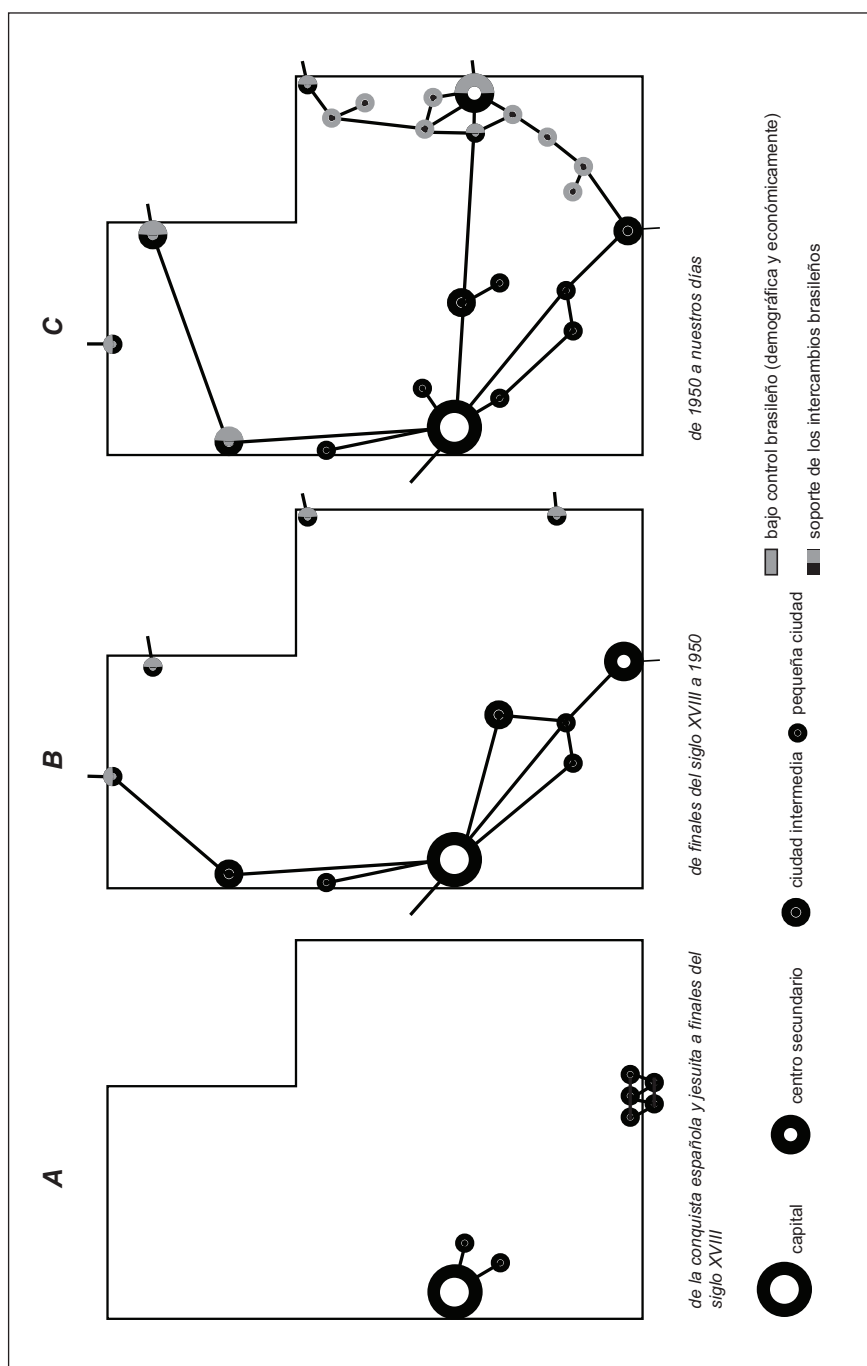 A
B
C
de la conquista española y jesuita a finales del
siglo XVIII
de finales del siglo XVIII a 1950
de 1950 a nuestros días
capital
centro secundario
ciudad intermedia
pequeña ciudad
bajo control brasileño (demográfica y económicamente)
soporte de los intercambios brasileños